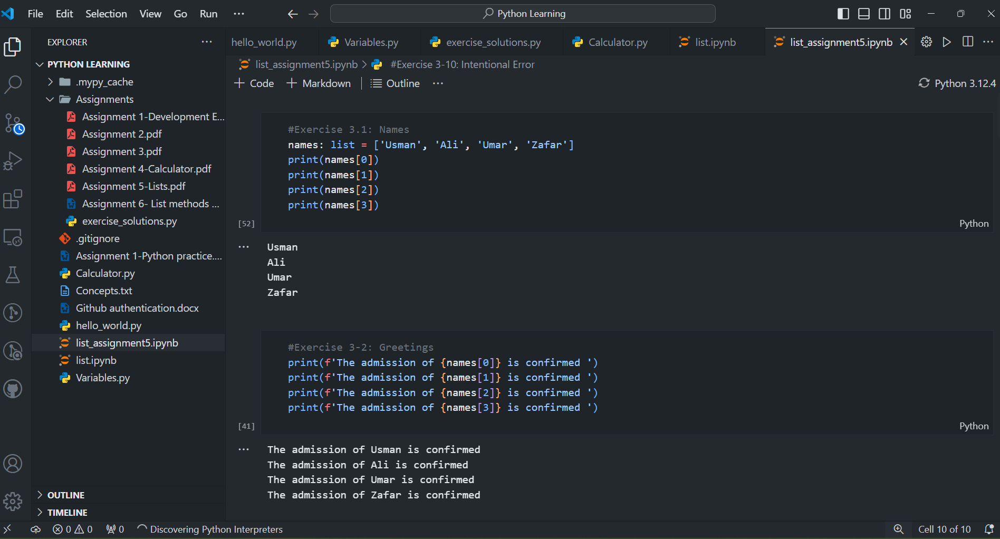 File Edit Selection View Go Run ··· Python Learning
EXPLORER ···
PYTHON LEARNING
.mypy_cache
Assignments
Assignment 1-Development E...
Assignment 2.pdf
Assignment 3.pdf
Assignment 4-Calculator.pdf
Assignment 5-Lists.pdf
Assignment 6- List methods ...
exercise_solutions.py
.gitignore
Assignment 1-Python practice....
Calculator.py
Concepts.txt
Github authentication.docx
hello_world.py
list_assignment5.ipynb
list.ipynb
Variables.py
OUTLINE
TIMELINE
hello_world.py Variables.py exercise_solutions.py Calculator.py list.ipynb list_assignment5.ipynb
list_assignment5.ipynb > #Exercise 3-10: Intentional Error
+ Code + Markdown Outline ··· Python 3.12.4
#Exercise 3.1: Names
names: list = ['Usman', 'Ali', 'Umar', 'Zafar']
print(names[0])
print(names[1])
print(names[2])
print(names[3])
[52] Python
Usman
Ali
Umar
Zafar
#Exercise 3-2: Greetings
print(f'The admission of {names[0]} is confirmed ')
print(f'The admission of {names[1]} is confirmed ')
print(f'The admission of {names[2]} is confirmed ')
print(f'The admission of {names[3]} is confirmed ')
[41] Python
The admission of Usman is confirmed
The admission of Ali is confirmed
The admission of Umar is confirmed
The admission of Zafar is confirmed
0 0 0 Discovering Python Interpreters Cell 10 of 10